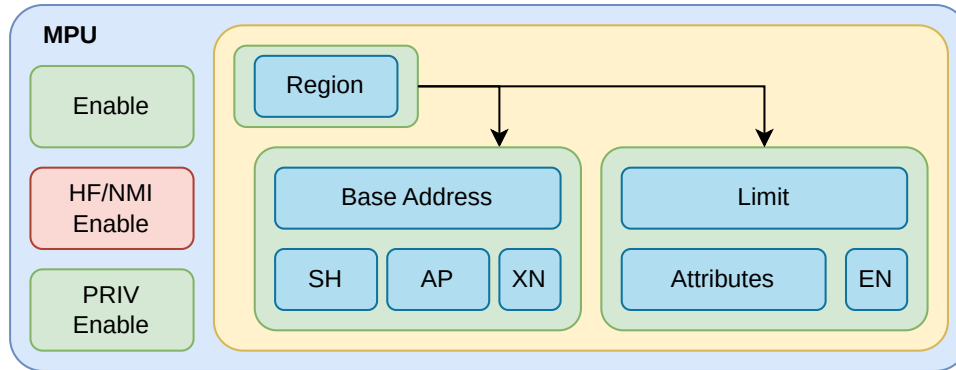 MPU
Enable
HF/NMI
Enable
PRIV
Enable
Region
Base Address
SH
AP
XN
Limit
Attributes
EN